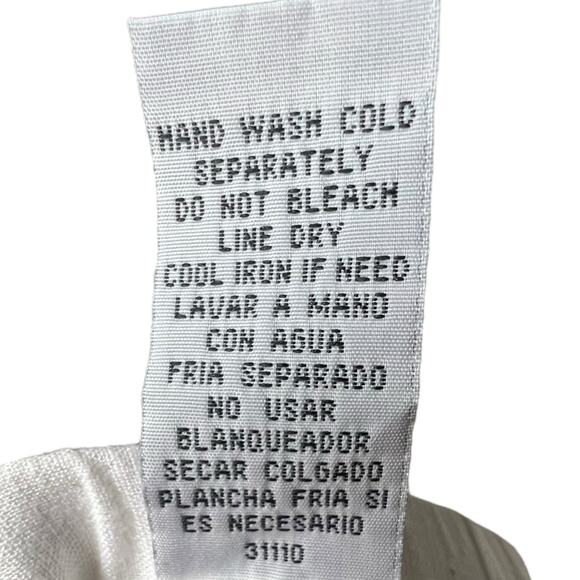 HAND WASH COLD
SEPARATELY
DO NOT BLEACH
LINE DRY
COOL IRON IF NEED
LAVAR A MANO
CON AGUA
FRIA SEPARADO
NO USAR
BLANQUEADOR
SECAR COLGADO
PLANCHA FRIA SI
ES NECESARIO
31110